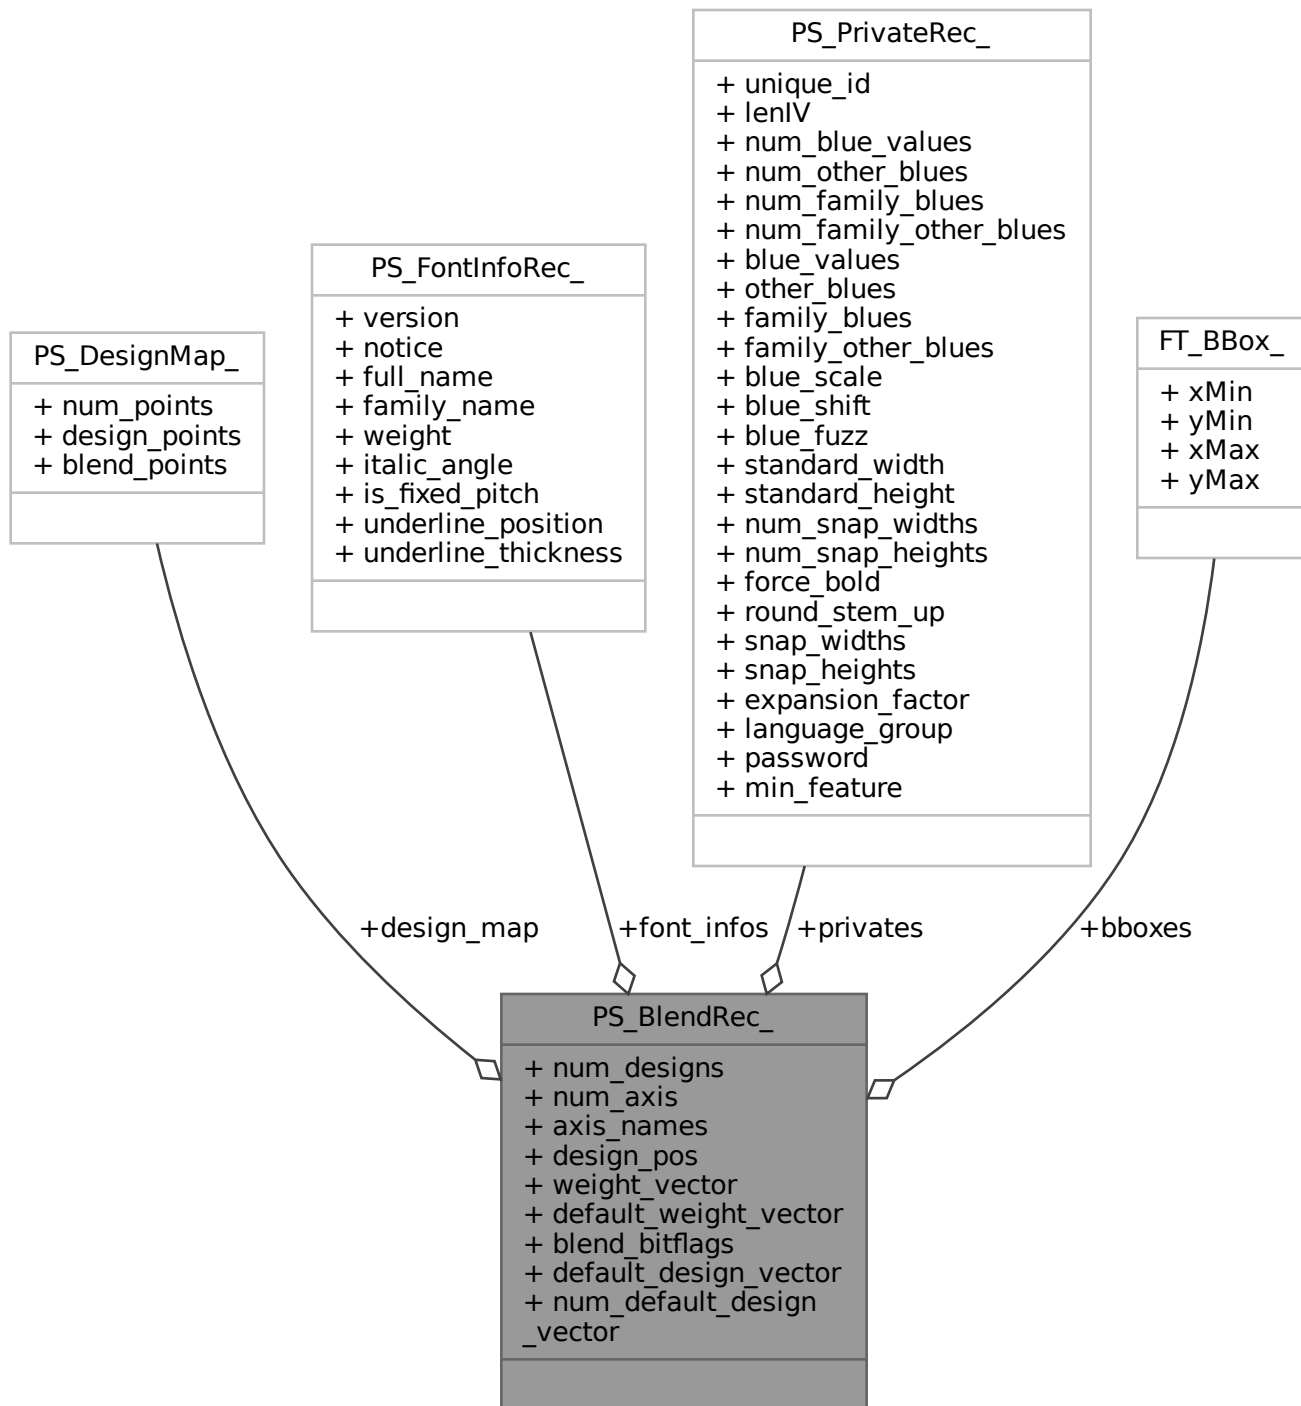 PS_PrivateRec_
+ unique_id
+ lenIV
+ num_blue_values
+ num_other_blues
+ num_family_blues
+ num_family_other_blues
+ blue_values
+ other_blues
+ family_blues
+ family_other_blues
+ blue_scale
+ blue_shift
+ blue_fuzz
+ standard_width
+ standard_height
+ num_snap_widths
+ num_snap_heights
+ force_bold
+ round_stem_up
+ snap_widths
+ snap_heights
+ expansion_factor
+ language_group
+ password
+ min_feature
PS_FontInfoRec_
+ version
+ notice
+ full_name
+ family_name
+ weight
+ italic_angle
+ is_fixed_pitch
+ underline_position
+ underline_thickness
PS_DesignMap_
+ num_points
+ design_points
+ blend_points
FT_BBox_
+ xMin
+ yMin
+ xMax
+ yMax
+design_map
+font_infos
+privates
+bboxes
PS_BlendRec_
+ num_designs
+ num_axis
+ axis_names
+ design_pos
+ weight_vector
+ default_weight_vector
+ blend_bitflags
+ default_design_vector
+ num_default_design
_vector